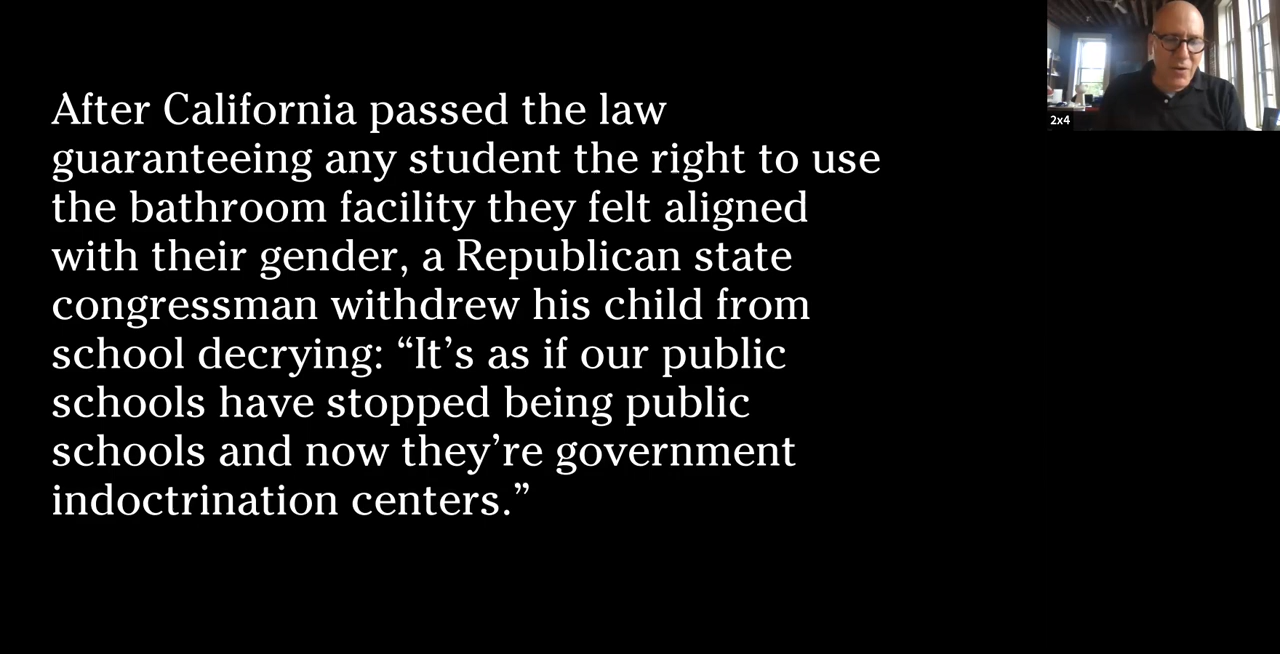 After California passed the law
guaranteeing any student the right to use
the bathroom facility they felt aligned
with their gender, a Republican state
congressman withdrew his child from
school decrying: “It’s as if our public
schools have stopped being public
schools and now they’re government
indoctrination centers.”
2x4